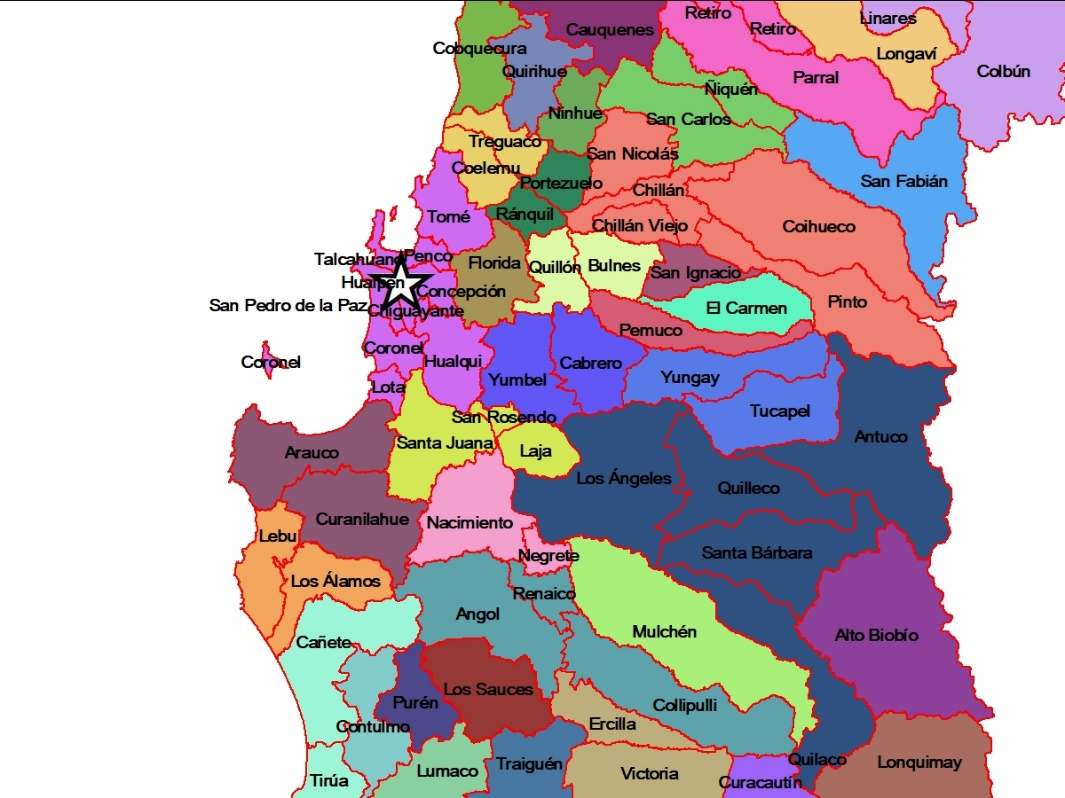 Retiro
Linares
Cauquenes
Retiro
Cobquecura
Longaví
Quirihue
Parral
Colbún
Ñiquén
Ninhue
San Carlos
Treguaco
San Nicolás
Coelemu
Portezuelo
San Fabián
Chillán
Tomé
Ránquil
Chillán Viejo
Coihueco
Talcahuano
Penco
Florida
Quillón
Bulnes
San Ignacio
Hualpén
Concepción
San Pedro de la Paz
Chiguayante
El Carmen
Pinto
Pemuco
Coronel
Coronel
Hualqui
Cabrero
Yumbel
Yungay
Lota
Tucapel
San Rosendo
Santa Juana
Antuco
Arauco
Laja
Los Ángeles
Quilleco
Curanilahue
Nacimiento
Lebu
Negrete
Santa Bárbara
Los Álamos
Renaico
Angol
Cañete
Mulchén
Alto Biobío
Los Sauces
Purén
Collipulli
Contulmo
Ercilla
Quilaco
Traiguén
Lonquimay
Lumaco
Victoria
Tirúa
Curacautín